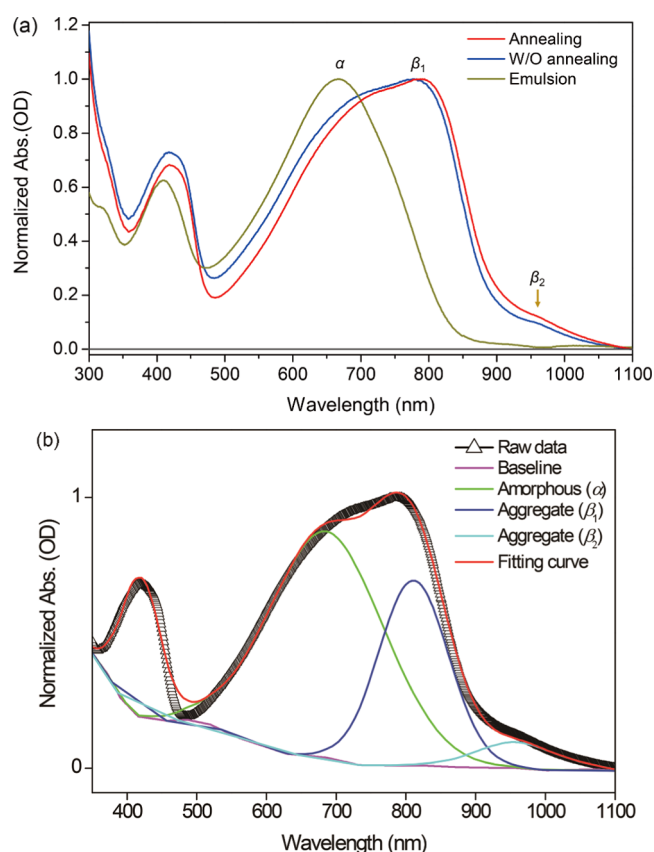 (a)
α
β1
Annealing
W/O annealing
Emulsion
β2
Normalized Abs.(OD)
1.0
0.8
0.6
0.4
0.2
0.0
300 400 500 600 700 800 900 1000 1100
Wavelength (nm)
(b)
Raw data
Baseline
Amorphous (α)
Aggregate (β1)
Aggregate (β2)
Fitting curve
Normalized Abs. (OD)
1
0
400 500 600 700 800 900 1000 1100
Wavelength (nm)